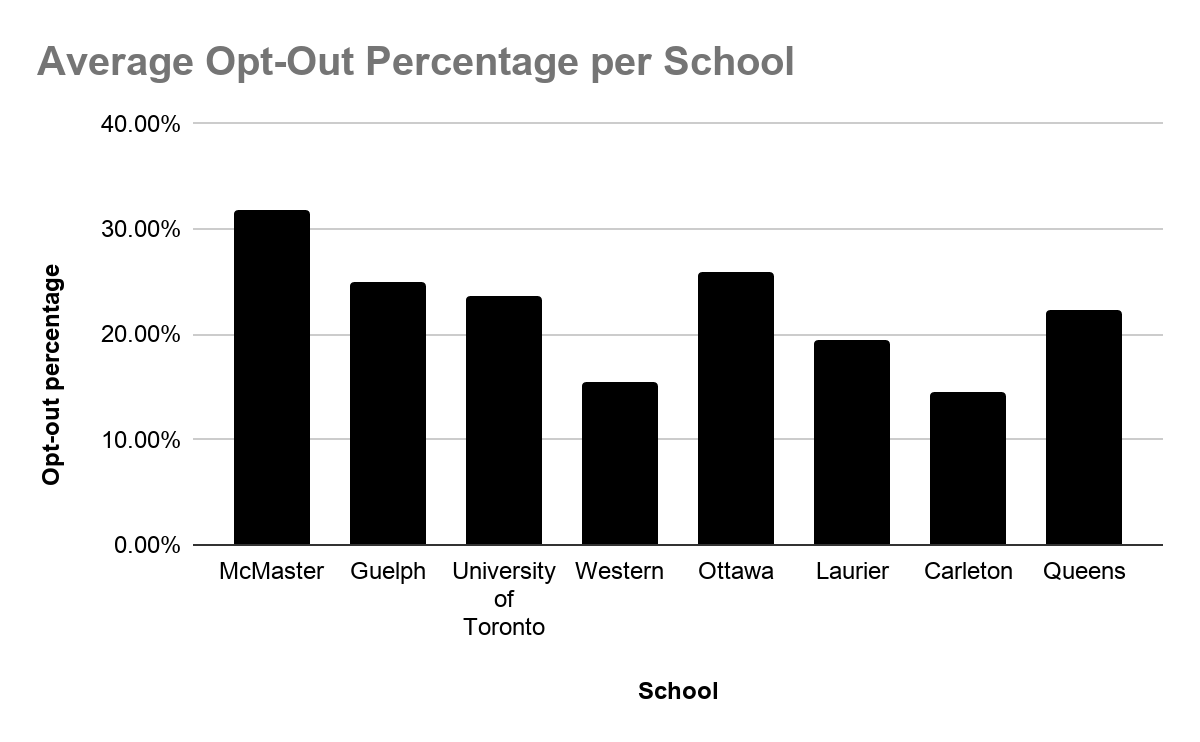 Average Opt-Out Percentage per School
40.00%
30.00%
20.00%
10.00%
0.00%
Opt-out percentage
McMaster
Guelph
University
of
Toronto
Western
Ottawa
Laurier
Carleton
Queens
School